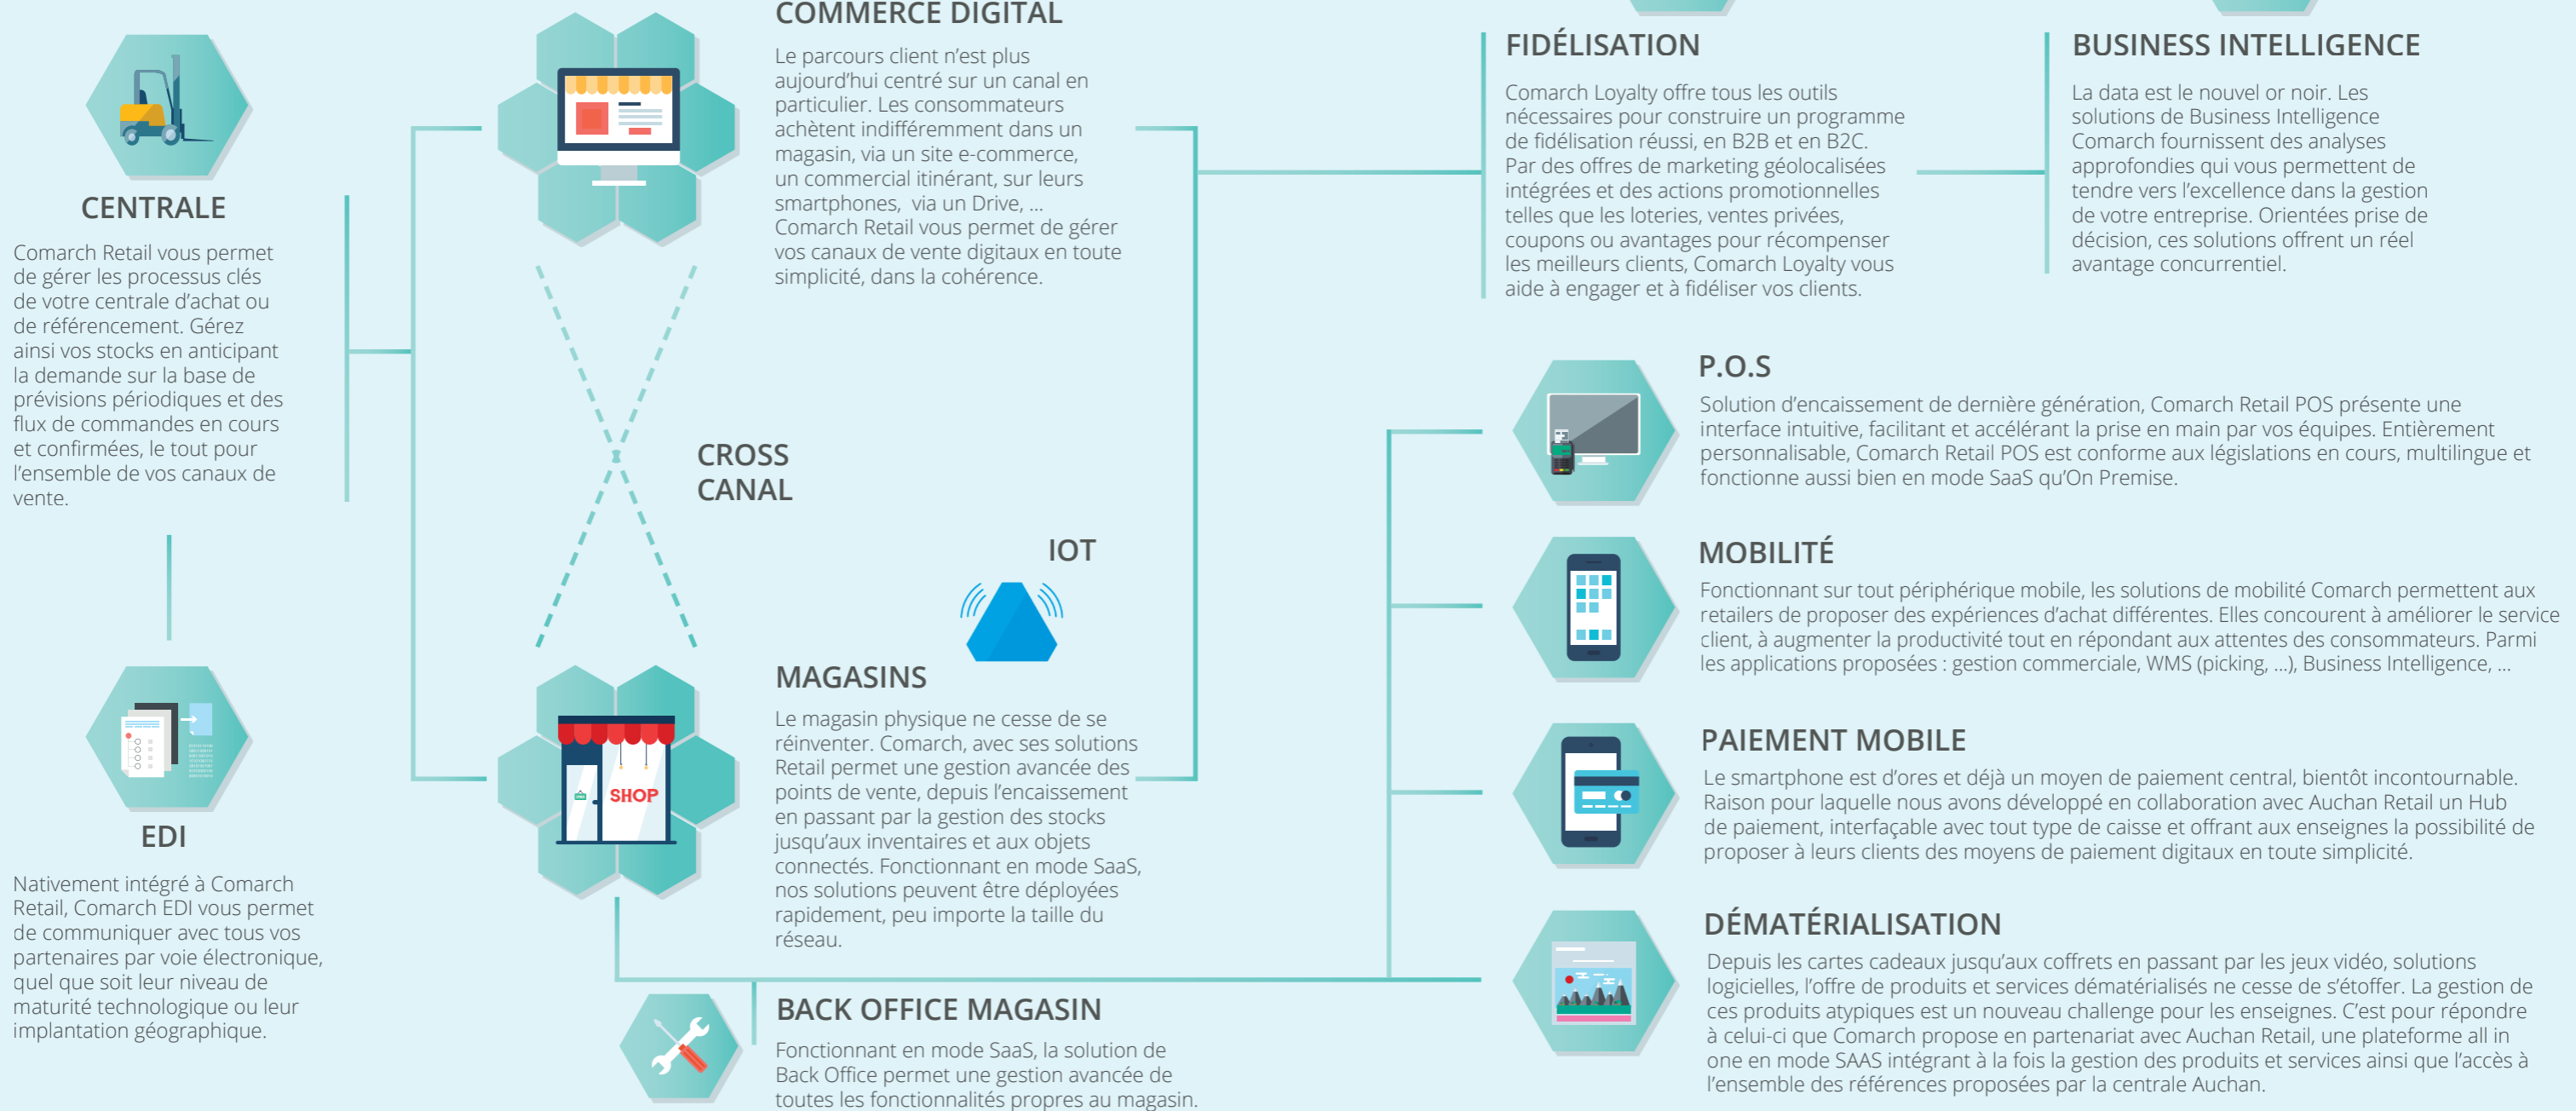 COMMERCE DIGITAL
Le parcours client n'est plus
aujourd'hui centré sur un canal en
particulier. Les consommateurs
achètent indifféremment dans un
magasin, via un site e-commerce,
un commercial itinérant, sur leurs
smartphones, via un Drive, ...
Comarch Retail vous permet de gérer
vos canaux de vente digitaux en toute
simplicité, dans la cohérence.
CENTRALE
Comarch Retail vous permet
de gérer les processus clés
de votre centrale d'achat ou
de référencement. Gérez
ainsi vos stocks en anticipant
la demande sur la base de
prévisions périodiques et des
flux de commandes en cours
et confirmées, le tout pour
l'ensemble de vos canaux de
vente.
EDI
Nativement intégré à Comarch
Retail, Comarch EDI vous permet
de communiquer avec tous vos
partenaires par voie électronique,
quel que soit leur niveau de
maturité technologique ou leur
implantation géographique.
CROSS
CANAL
IOT
SHOP
MAGASINS
Le magasin physique ne cesse de se
réinventer. Comarch, avec ses solutions
Retail permet une gestion avancée des
points de vente, depuis l'encaissement
en passant par la gestion des stocks
jusqu'aux inventaires et aux objets
connectés. Fonctionnant en mode SaaS,
nos solutions peuvent être déployées
rapidement, peu importe la taille du
réseau.
BACK OFFICE MAGASIN
Fonctionnant en mode SaaS, la solution de
Back Office permet une gestion avancée de
toutes les fonctionnalités propres au magasin.
FIDÉLISATION
Comarch Loyalty offre tous les outils
nécessaires pour construire un programme
de fidélisation réussi, en B2B et en B2C.
Par des offres de marketing géolocalisées
intégrées et des actions promotionnelles
telles que les loteries, ventes privées,
coupons ou avantages pour récompenser
les meilleurs clients, Comarch Loyalty vous
aide à engager et à fidéliser vos clients.
BUSINESS INTELLIGENCE
La data est le nouvel or noir. Les
solutions de Business Intelligence
Comarch fournissent des analyses
approfondies qui vous permettent de
tendre vers l'excellence dans la gestion
de votre entreprise. Orientées prise de
décision, ces solutions offrent un réel
avantage concurrentiel.
P.O.S
Solution d'encaissement de dernière génération, Comarch Retail POS présente une
interface intuitive, facilitant et accélérant la prise en main par vos équipes. Entièrement
personnalisable, Comarch Retail POS est conforme aux législations en cours, multilingue et
fonctionne aussi bien en mode SaaS qu'On Premise.
MOBILITÉ
Fonctionnant sur tout périphérique mobile, les solutions de mobilité Comarch permettent aux
retailers de proposer des expériences d'achat différentes. Elles concourent à améliorer le service
client, à augmenter la productivité tout en répondant aux attentes des consommateurs. Parmi
les applications proposées : gestion commerciale, WMS (picking, ...), Business Intelligence, ...
PAIEMENT MOBILE
Le smartphone est d'ores et déjà un moyen de paiement central, bientôt incontournable.
Raison pour laquelle nous avons développé en collaboration avec Auchan Retail un Hub
de paiement, interfaçable avec tout type de caisse et offrant aux enseignes la possibilité de
proposer à leurs clients des moyens de paiement digitaux en toute simplicité.
DÉMATÉRIALISATION
Depuis les cartes cadeaux jusqu'aux coffrets en passant par les jeux vidéo, solutions
logicielles, l'offre de produits et services dématérialisés ne cesse de s'étoffer. La gestion de
ces produits atypiques est un nouveau challenge pour les enseignes. C'est pour répondre
à celui-ci que Comarch propose en partenariat avec Auchan Retail, une plateforme all in
one en mode SAAS intégrant à la fois la gestion des produits et services ainsi que l'accès à
l'ensemble des références proposées par la centrale Auchan.